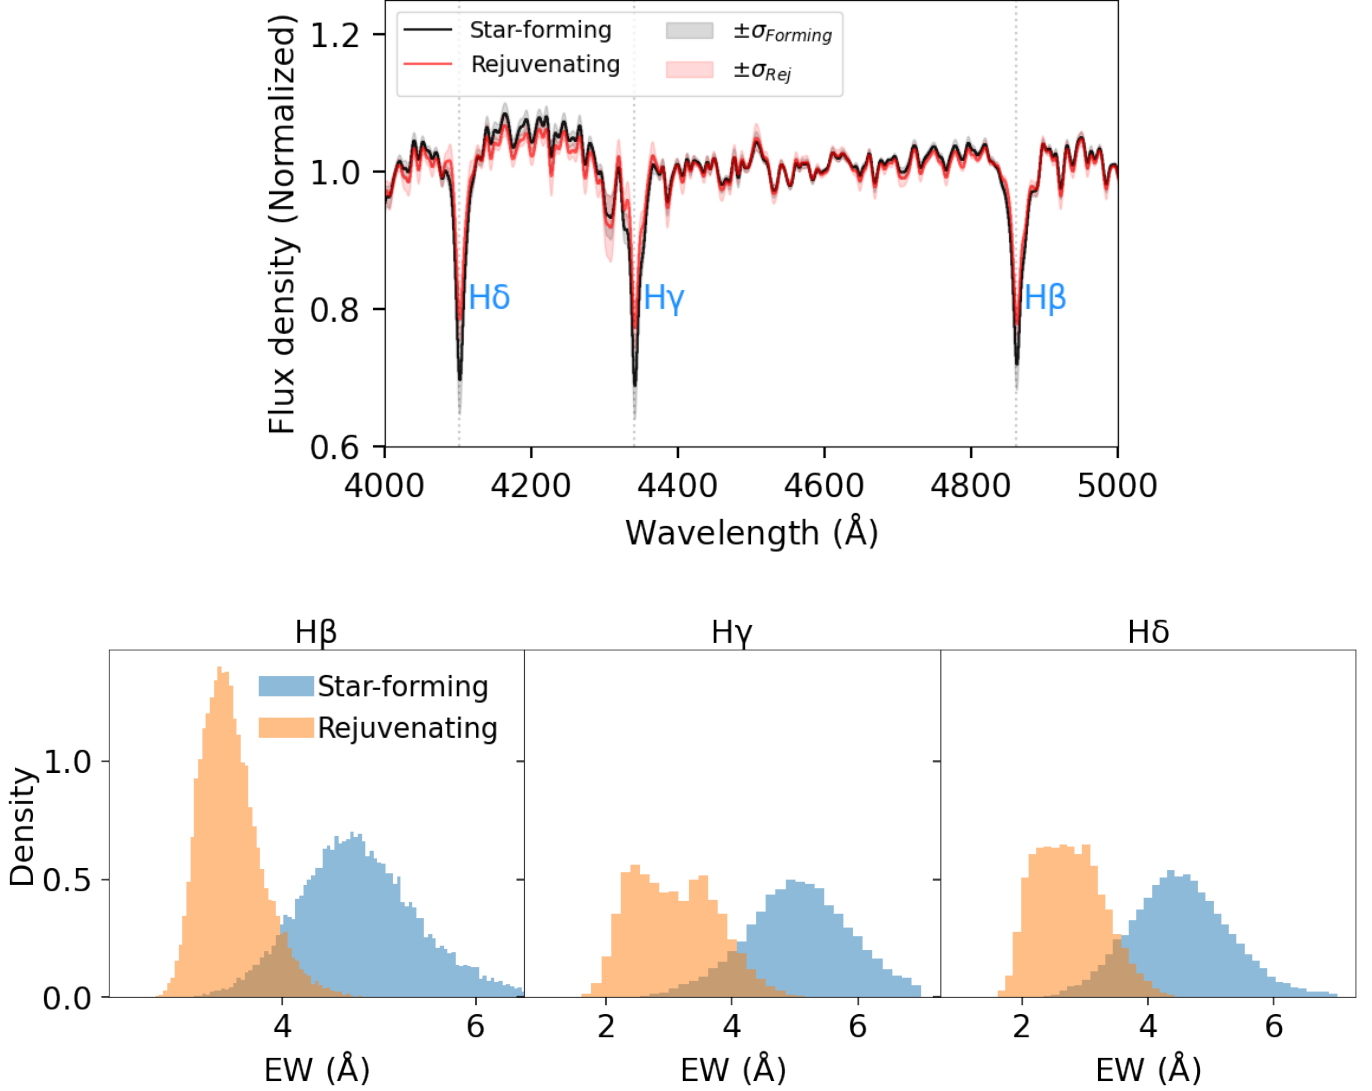 1.2
1.0
0.8
0.6
Flux density (Normalized)
Star-forming
Rejuvenating
±σForming
±σRej
Hδ
Hγ
Hβ
4000 4200 4400 4600 4800 5000
Wavelength (Å)
Hβ Hγ Hδ
Star-forming
Rejuvenating
Density
1.0
0.5
0.0
4 6 2 4 6 2 4 6
EW (Å) EW (Å) EW (Å)